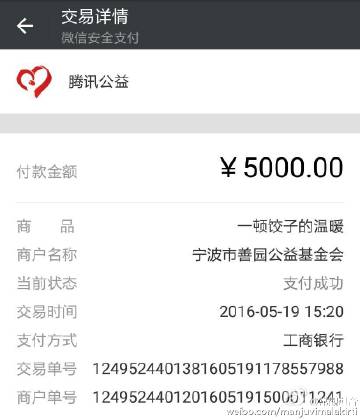 交易详情
微信安全支付
腾讯公益
付款金额 ￥5000.00
商 品 一顿饺子的温暖
商户名称 宁波市善园公益基金会
当前状态 支付成功
交易时间 2016-05-19 15:20
支付方式 工商银行
交易单号 1249524401381605191178557988
商户单号 1249524401201605191500011241
weibo.com/manjuvimalakirti